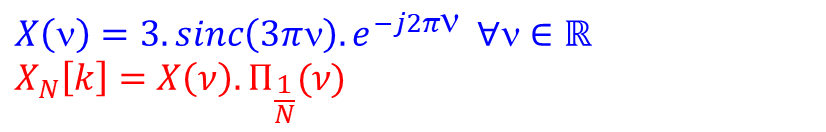 X(ν) = 3. sinc(3πν). e^{−j2πν} ∀ν ∈ ℝ
X_N[k] = X(ν). Π_{1/N}(ν)